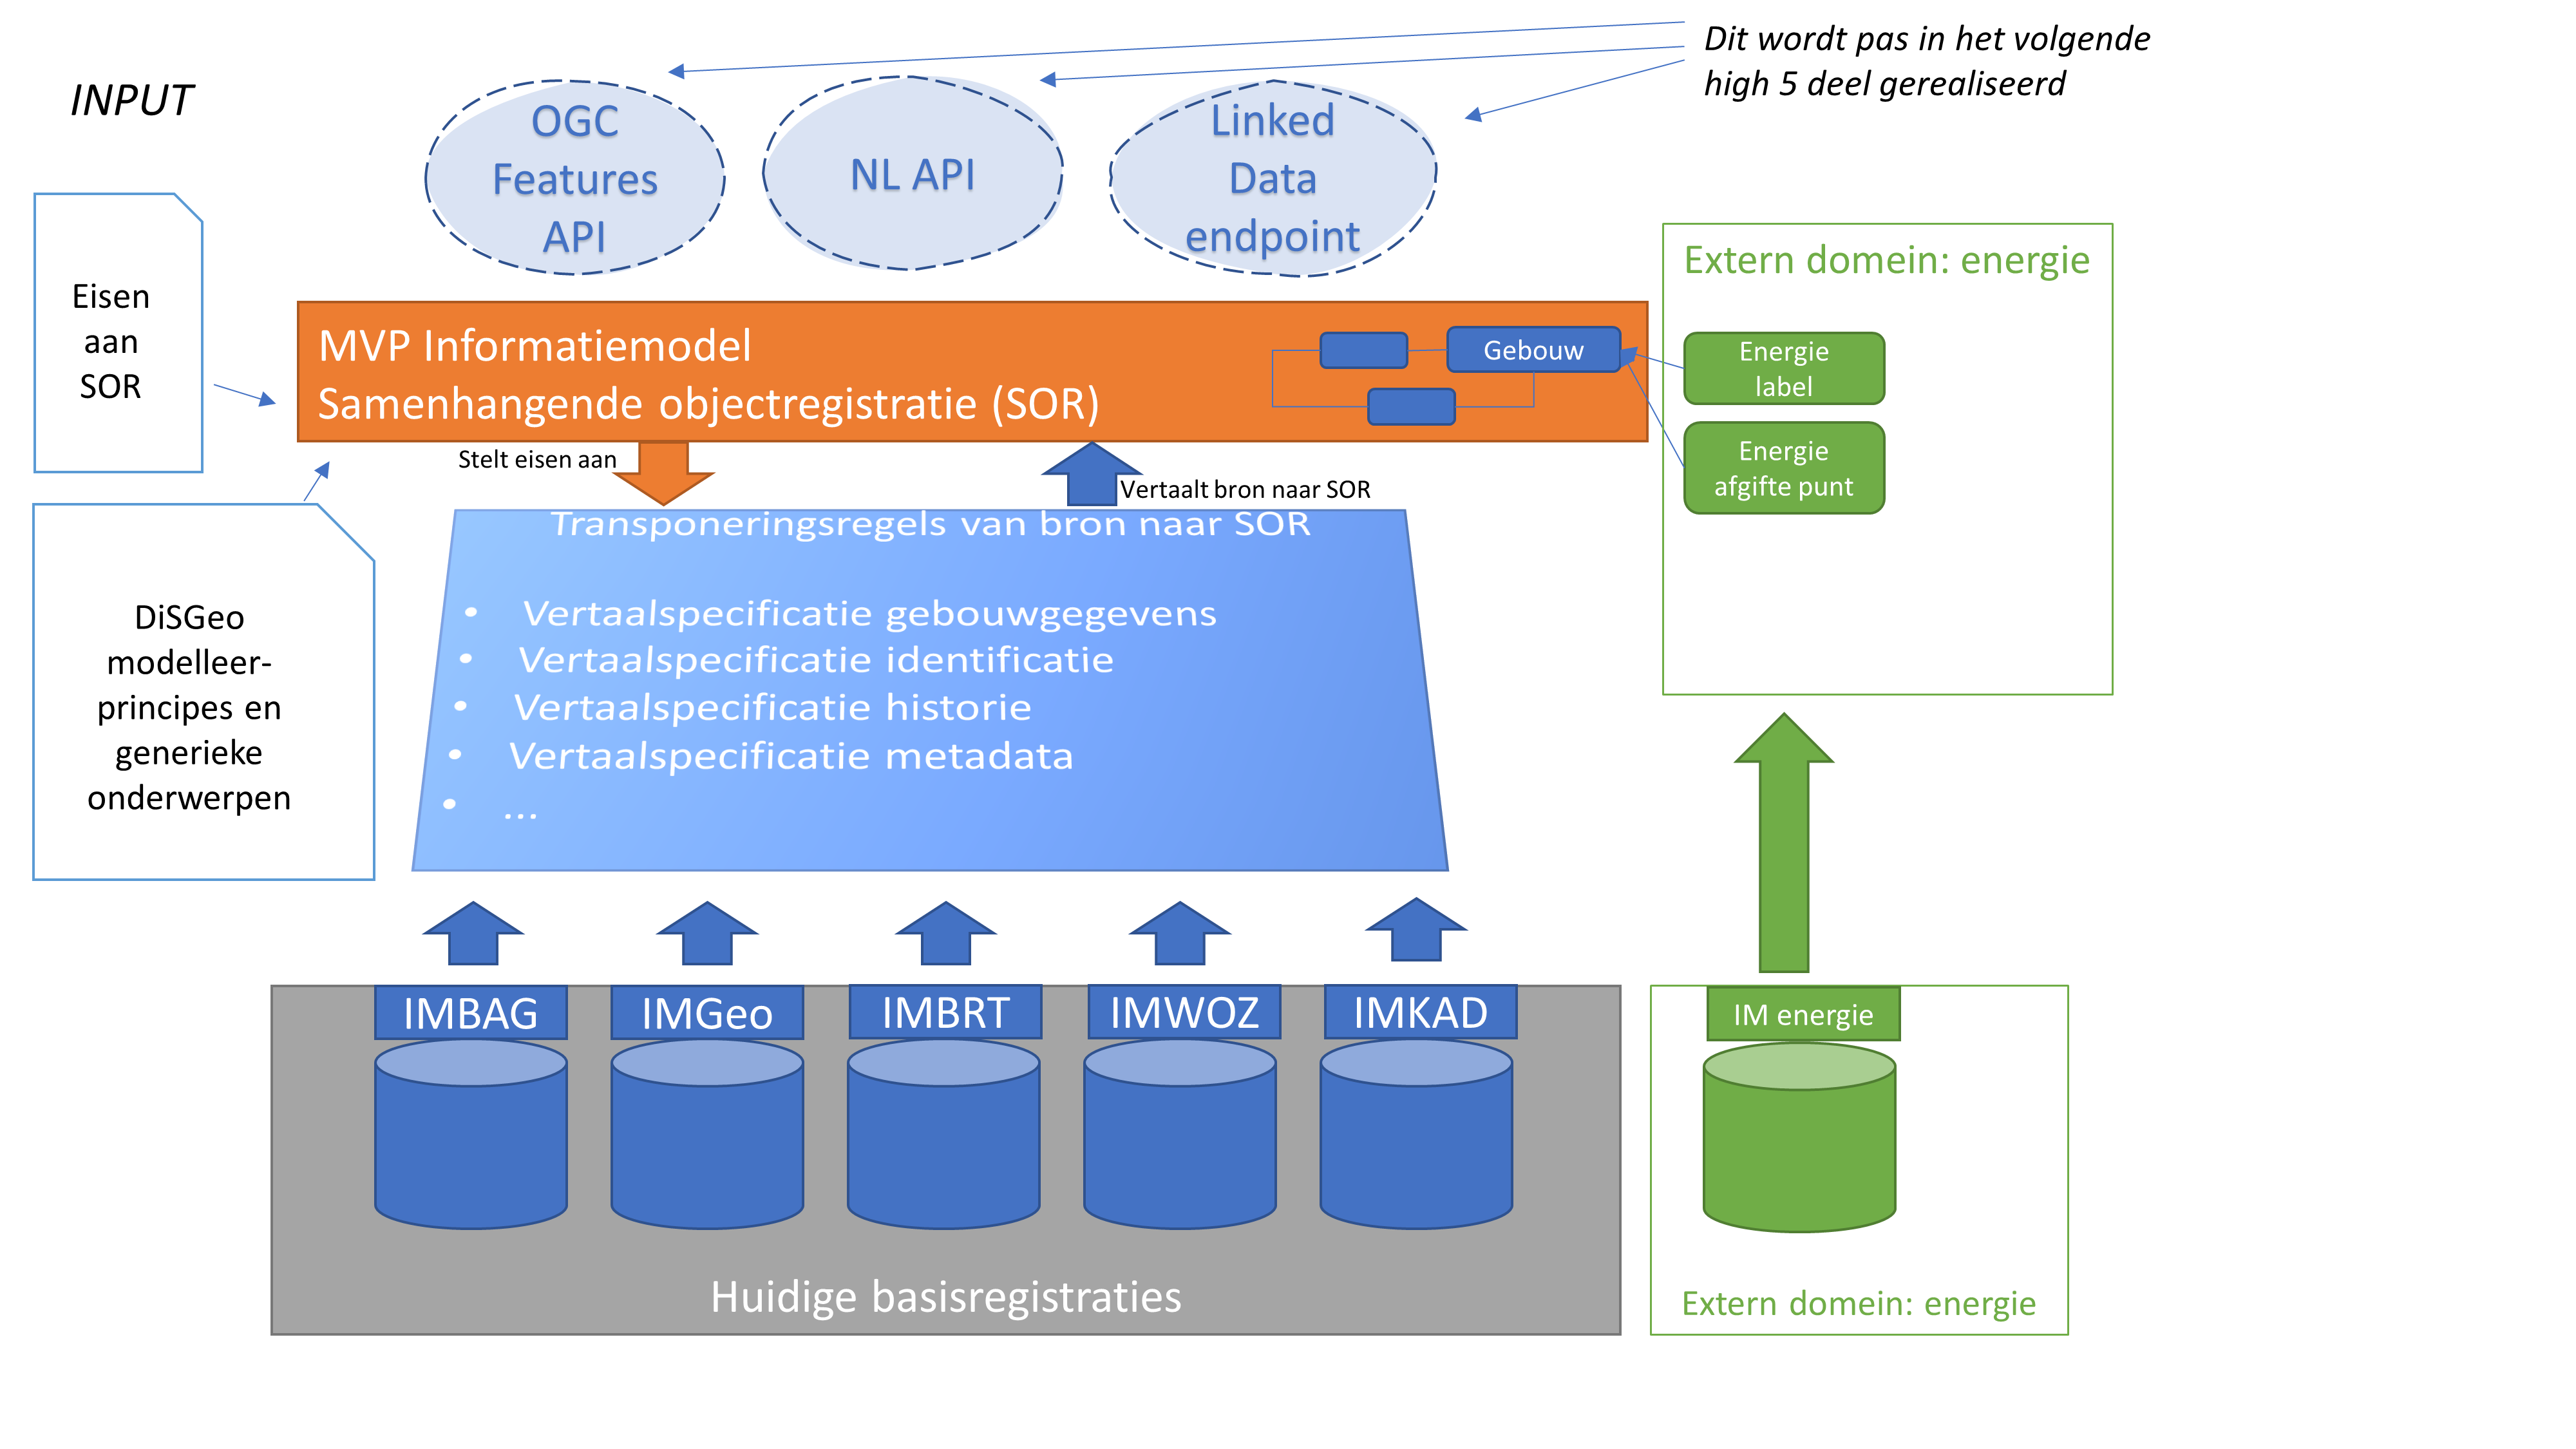 INPUT
OGC
Features
API
NL API
Linked
Data
endpoint
Dit wordt pas in het volgende
high 5 deel gerealiseerd
Eisen
aan
SOR
MVP Informatiemodel
Samenhangende objectregistratie (SOR)
Gebouw
Extern domein: energie
Energie
label
Energie
afgifte punt
Stelt eisen aan
Vertaalt bron naar SOR
DiSGeo
modelleer-
principes en
generieke
onderwerpen
Transponeringsregels van bron naar SOR
• Vertaalspecificatie gebouwgegevens
• Vertaalspecificatie identificatie
• Vertaalspecificatie historie
• Vertaalspecificatie metadata
• ...
IMBAG
IMGeo
IMBRT
IMWOZ
IMKAD
IM energie
Huidige basisregistraties
Extern domein: energie